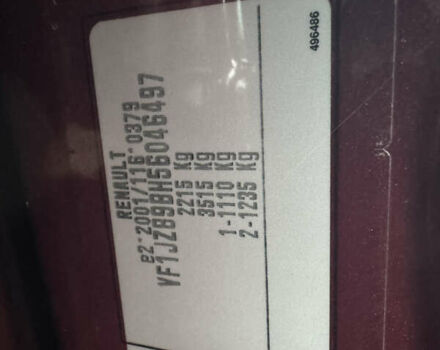 RENAULT
e2*2001/116*0379
VF1JZ89BH56046497
2215 Kg
3515 Kg
1-1110 Kg
2-1235 Kg
496486